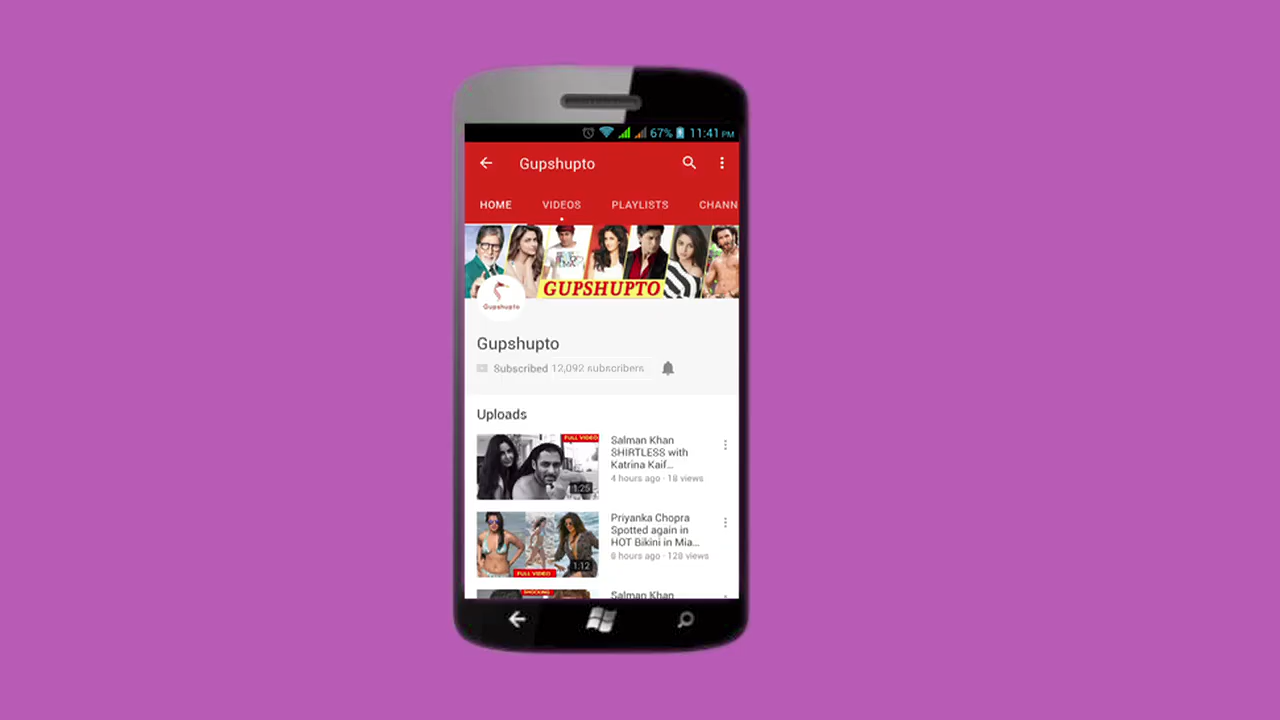 67% 11:41 PM
Gupshupto
HOME VIDEOS PLAYLISTS CHANN
GUPSHUPTO
Gupshupto
Gupshupto
Subscribed 12,092 subscribers
Uploads
FULL VIDEO
1:25
Salman Khan
SHIRTLESS with
Katrina Kaif...
4 hours ago · 18 views
FULL VIDEO
1:12
Priyanka Chopra
Spotted again in
HOT Bikini in Mia...
8 hours ago · 128 views
SHOCKING
Salman Khan